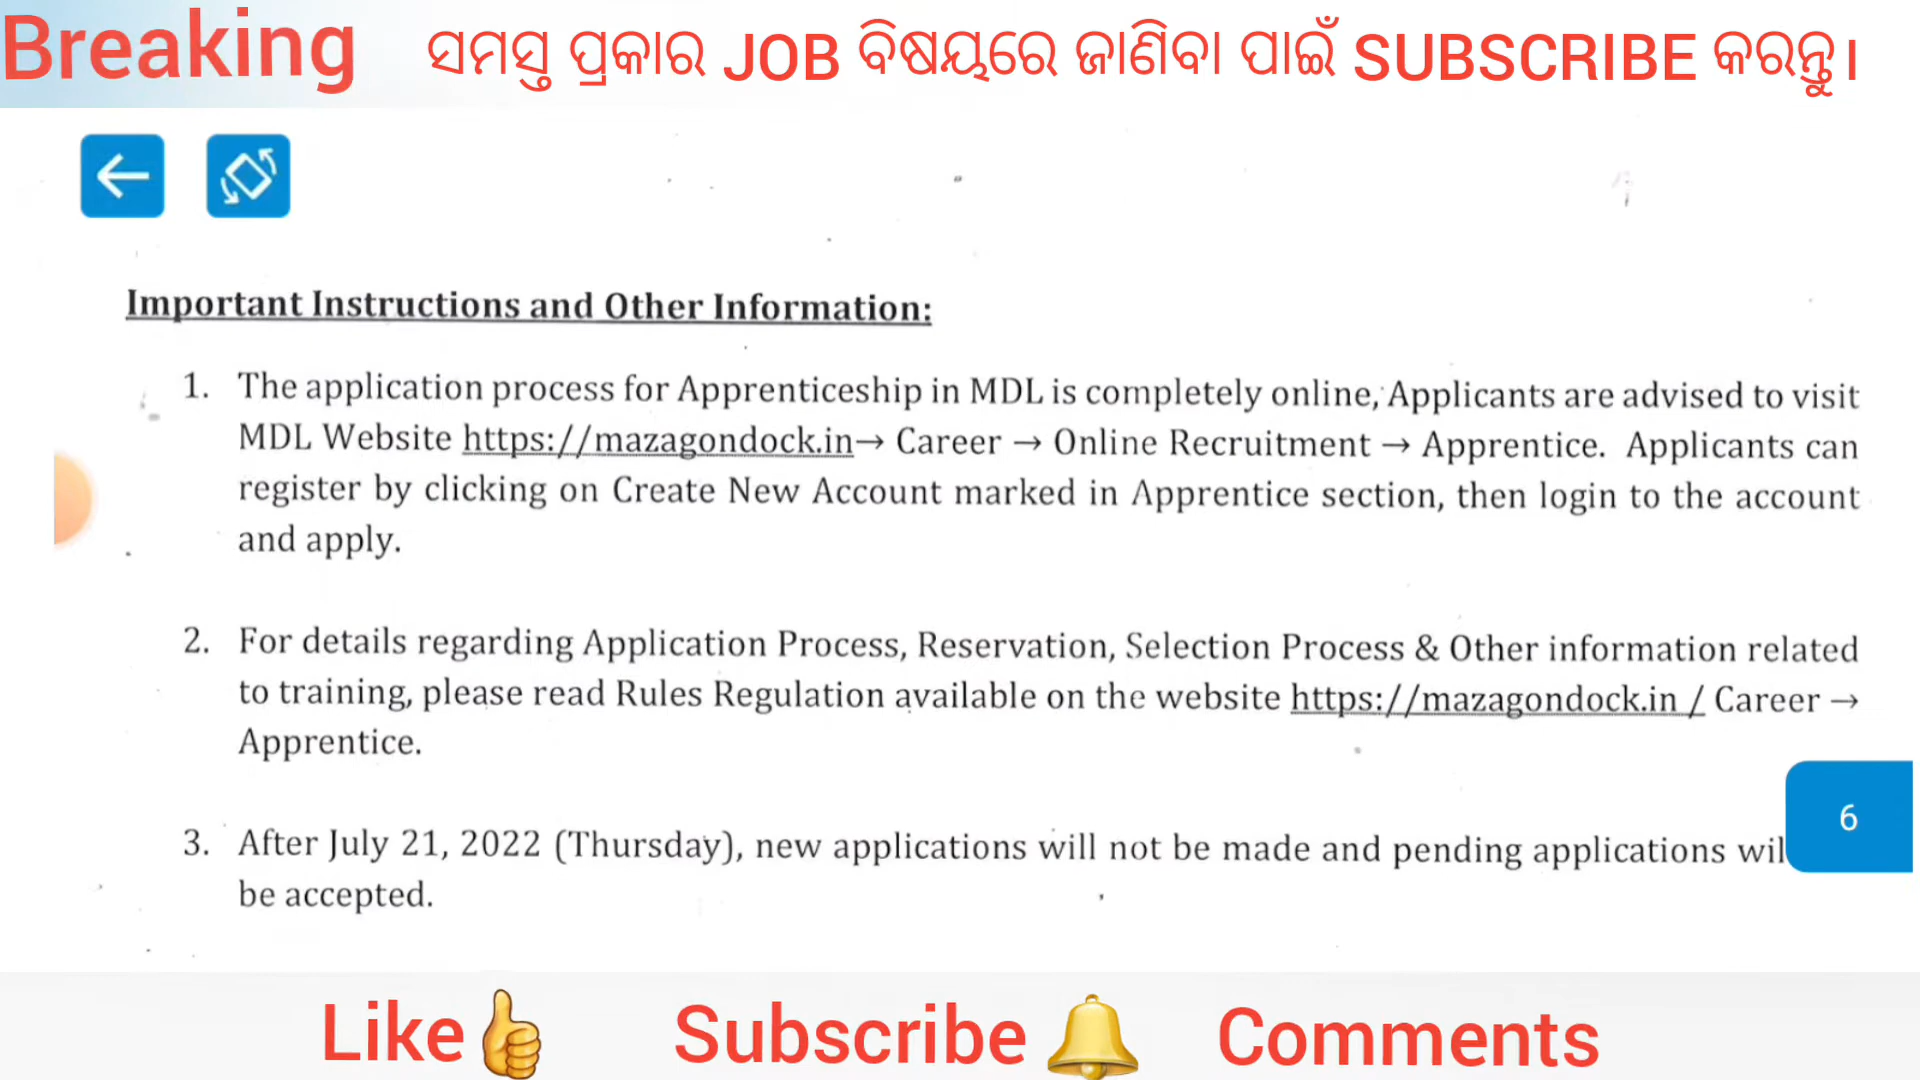 Breaking ସମସ୍ତ ପ୍ରକାର JOB ବିଷୟରେ ଜାଣିବା ପାଇଁ SUBSCRIBE କରନ୍ତୁ।
Important Instructions and Other Information:
1. The application process for Apprenticeship in MDL is completely online, Applicants are advised to visit
MDL Website https://mazagondock.in→ Career → Online Recruitment → Apprentice. Applicants can
register by clicking on Create New Account marked in Apprentice section, then login to the account
and apply.
2. For details regarding Application Process, Reservation, Selection Process & Other information related
to training, please read Rules Regulation available on the website https://mazagondock.in / Career →
Apprentice.
6
3. After July 21, 2022 (Thursday), new applications will not be made and pending applications
be accepted.
Like Subscribe Comments